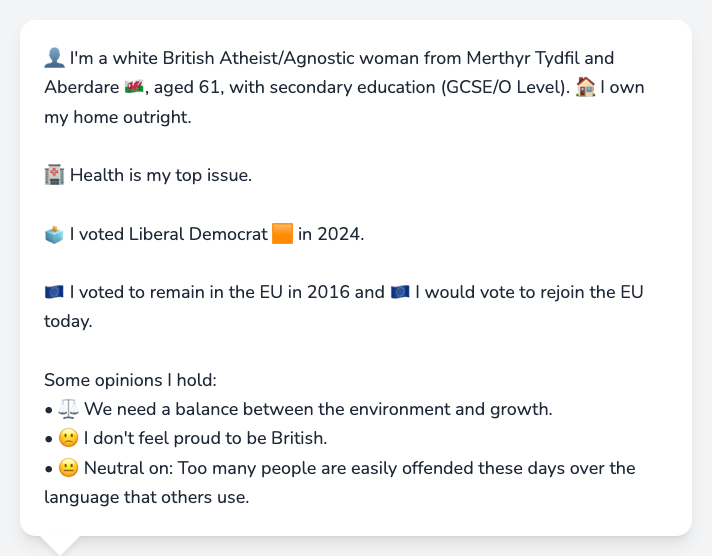 👤 I'm a white British Atheist/Agnostic woman from Merthyr Tydfil and
Aberdare 🏴󠁧󠁢󠁷󠁬󠁳󠁿, aged 61, with secondary education (GCSE/O Level). 🏠 I own
my home outright.
🏥 Health is my top issue.
🗳️ I voted Liberal Democrat 🟧 in 2024.
🇪🇺 I voted to remain in the EU in 2016 and 🇪🇺 I would vote to rejoin the EU
today.
Some opinions I hold:
• ⚖️ We need a balance between the environment and growth.
• 🙁 I don't feel proud to be British.
• 😐 Neutral on: Too many people are easily offended these days over the
language that others use.